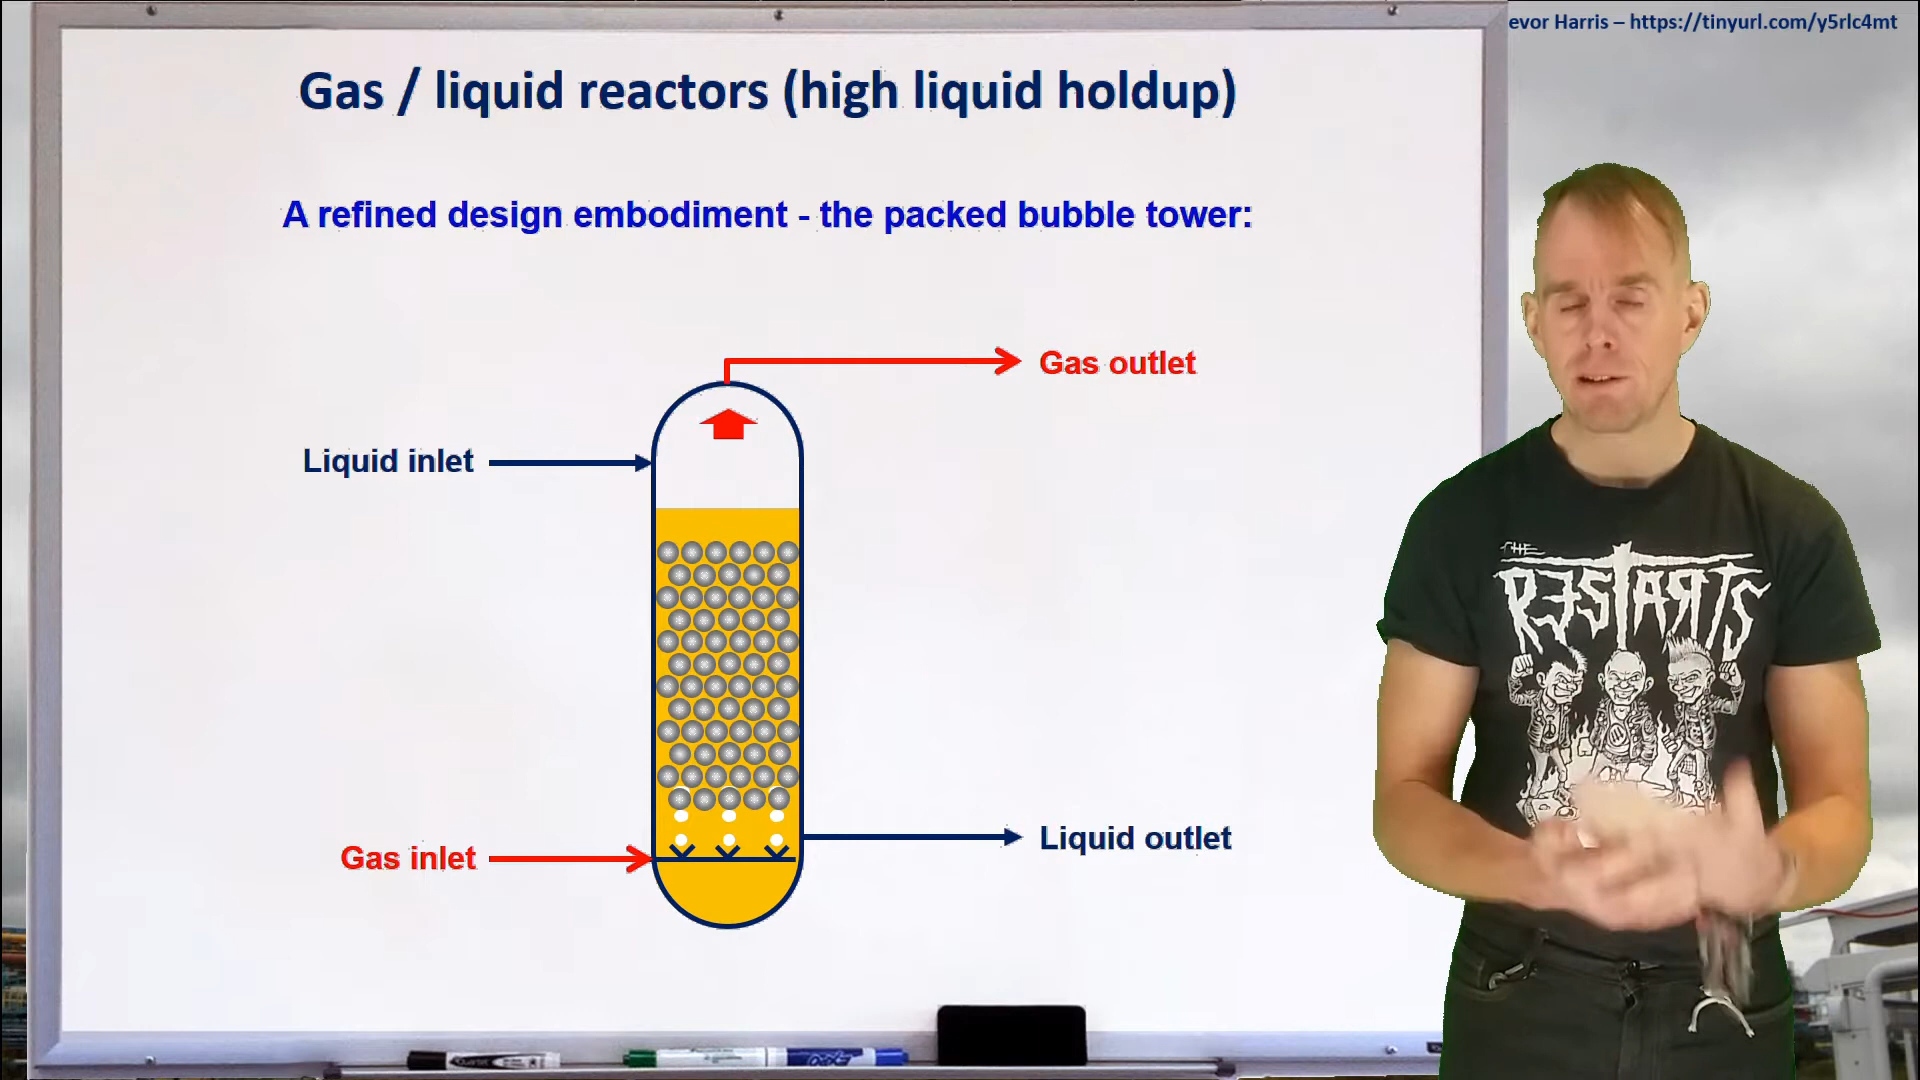 evor Harris – https://tinyurl.com/y5rlc4mt
Gas / liquid reactors (high liquid holdup)
A refined design embodiment - the packed bubble tower:
Gas outlet
Liquid inlet
Gas inlet
Liquid outlet
THE
RESTARTS
EXPO